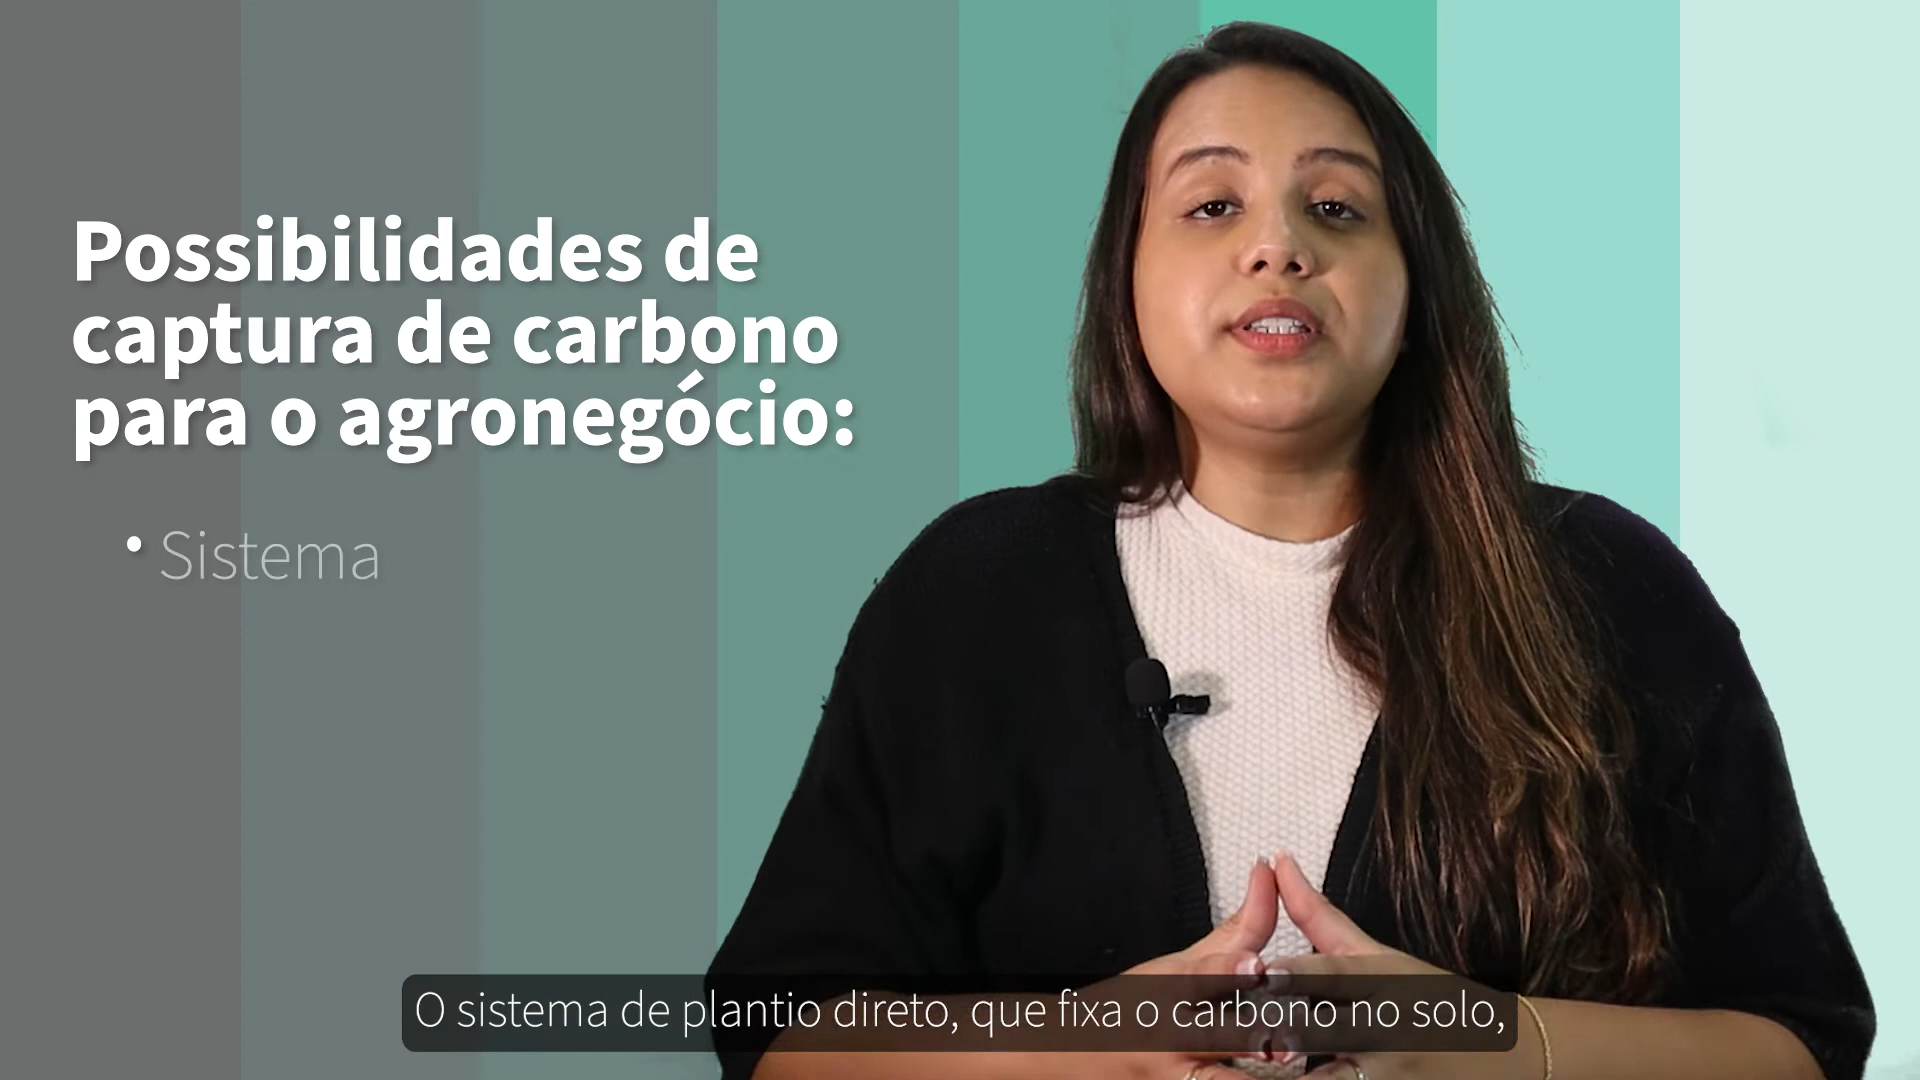 Possibilidades de
captura de carbono
para o agronegócio:
• Sistema
O sistema de plantio direto, que fixa o carbono no solo,